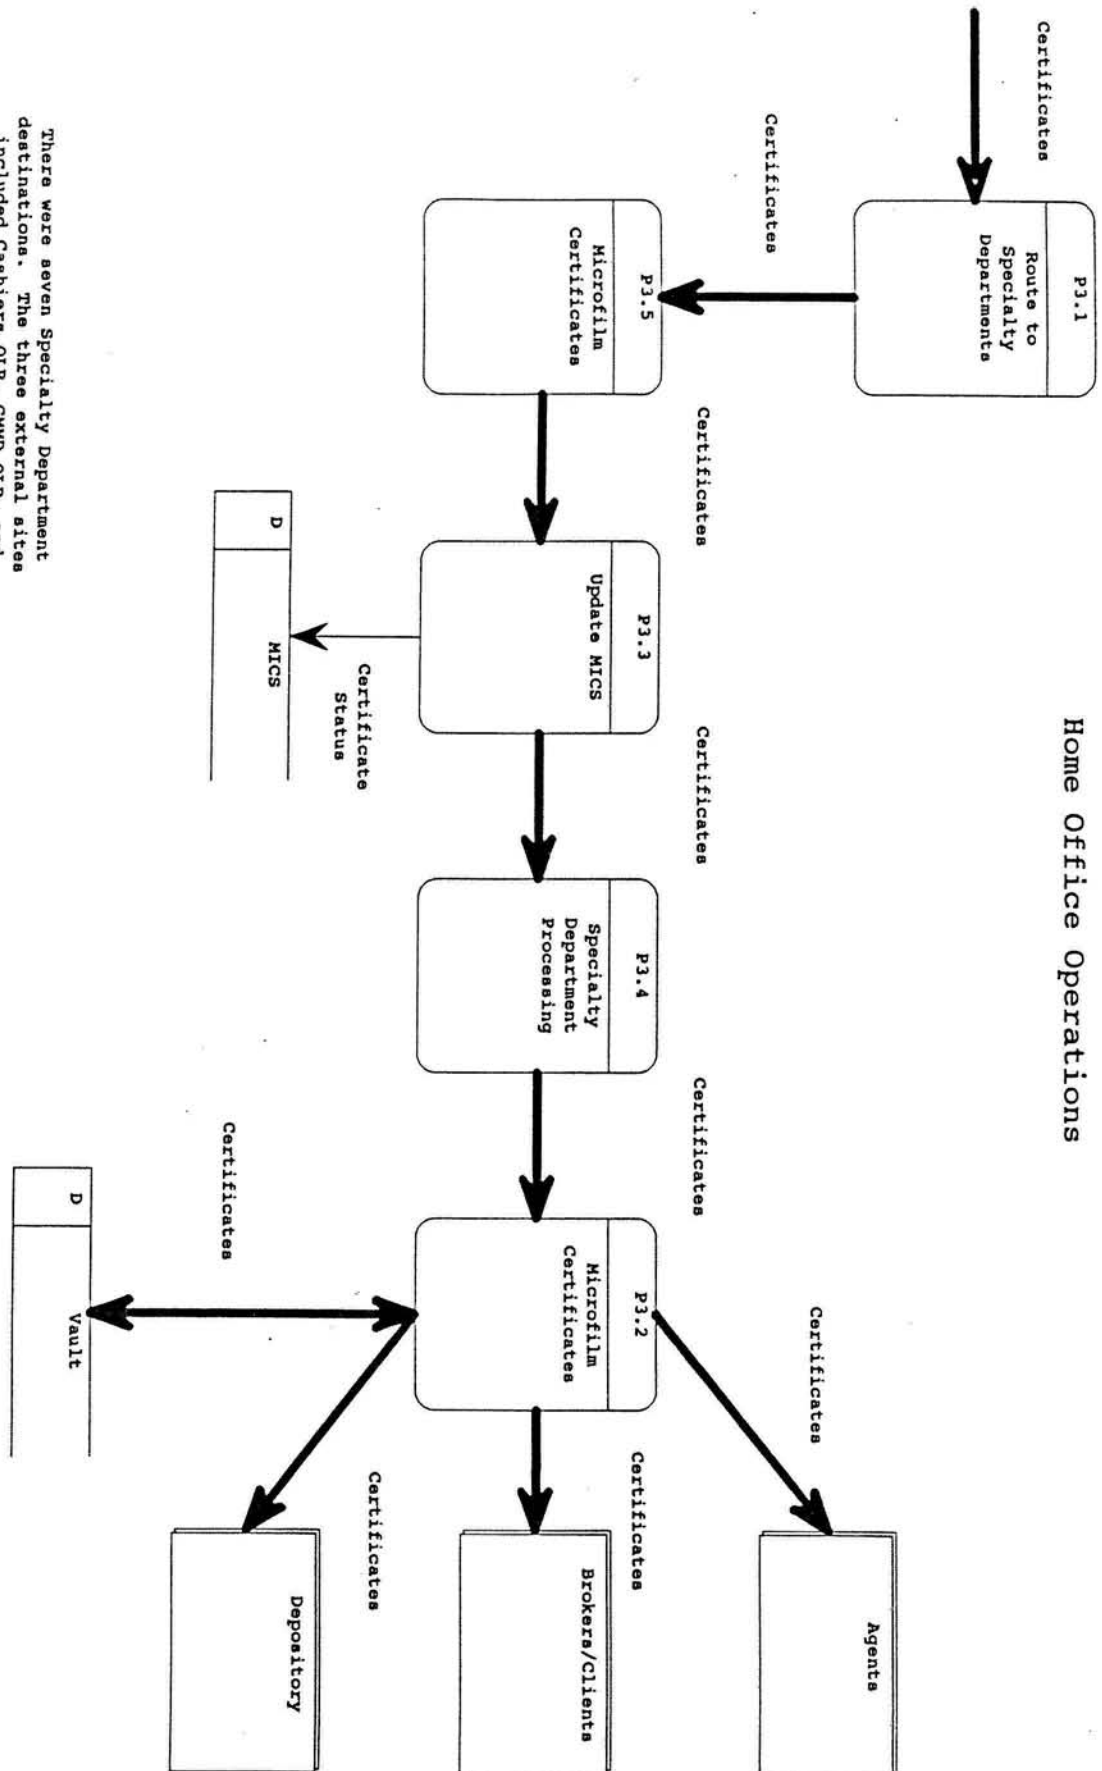 Home Office Operations
Certificates
P3.1
Route to
Specialty
Departments
Certificates
P3.5
Microfilm
Certificates
Certificates
P3.3
Update MICS
Certificate
Status
D
MICS
Certificates
P3.4
Specialty
Department
Processing
Certificates
P3.2
Microfilm
Certificates
Certificates
Agents
Certificates
Brokers/Clients
Certificates
Depository
Certificates
D
Vault
There were seven Specialty Department
destinations. The three external sites
included Cashiers